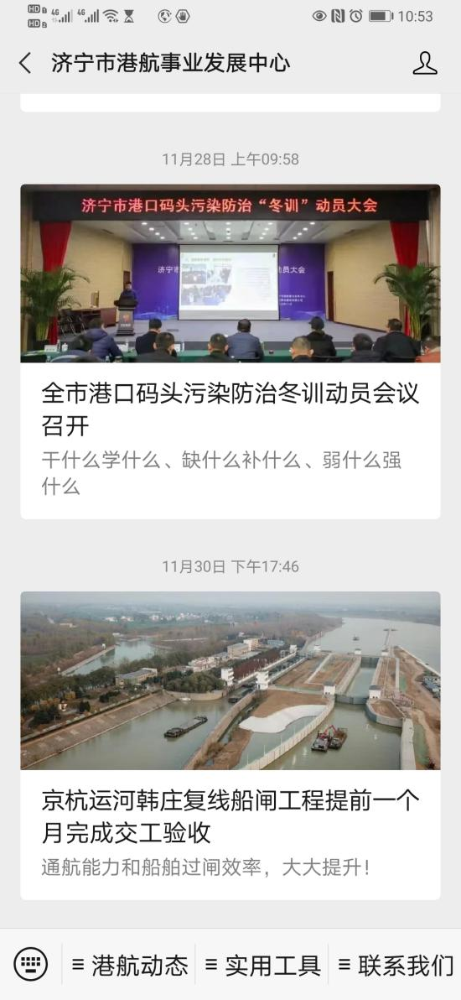 HD 1 4G 4G 10:53
HD 2
济宁市港航事业发展中心
11月28日 上午09:58
济宁市港口码头污染防治“冬训”动员大会
济宁市
动员大会
全市港口码头污染防治冬训动员会议
召开
干什么学什么、缺什么补什么、弱什么强
什么
11月30日 下午17:46
京杭运河韩庄复线船闸工程提前一个
月完成交工验收
通航能力和船舶过闸效率，大大提升！
港航动态 实用工具 联系我们